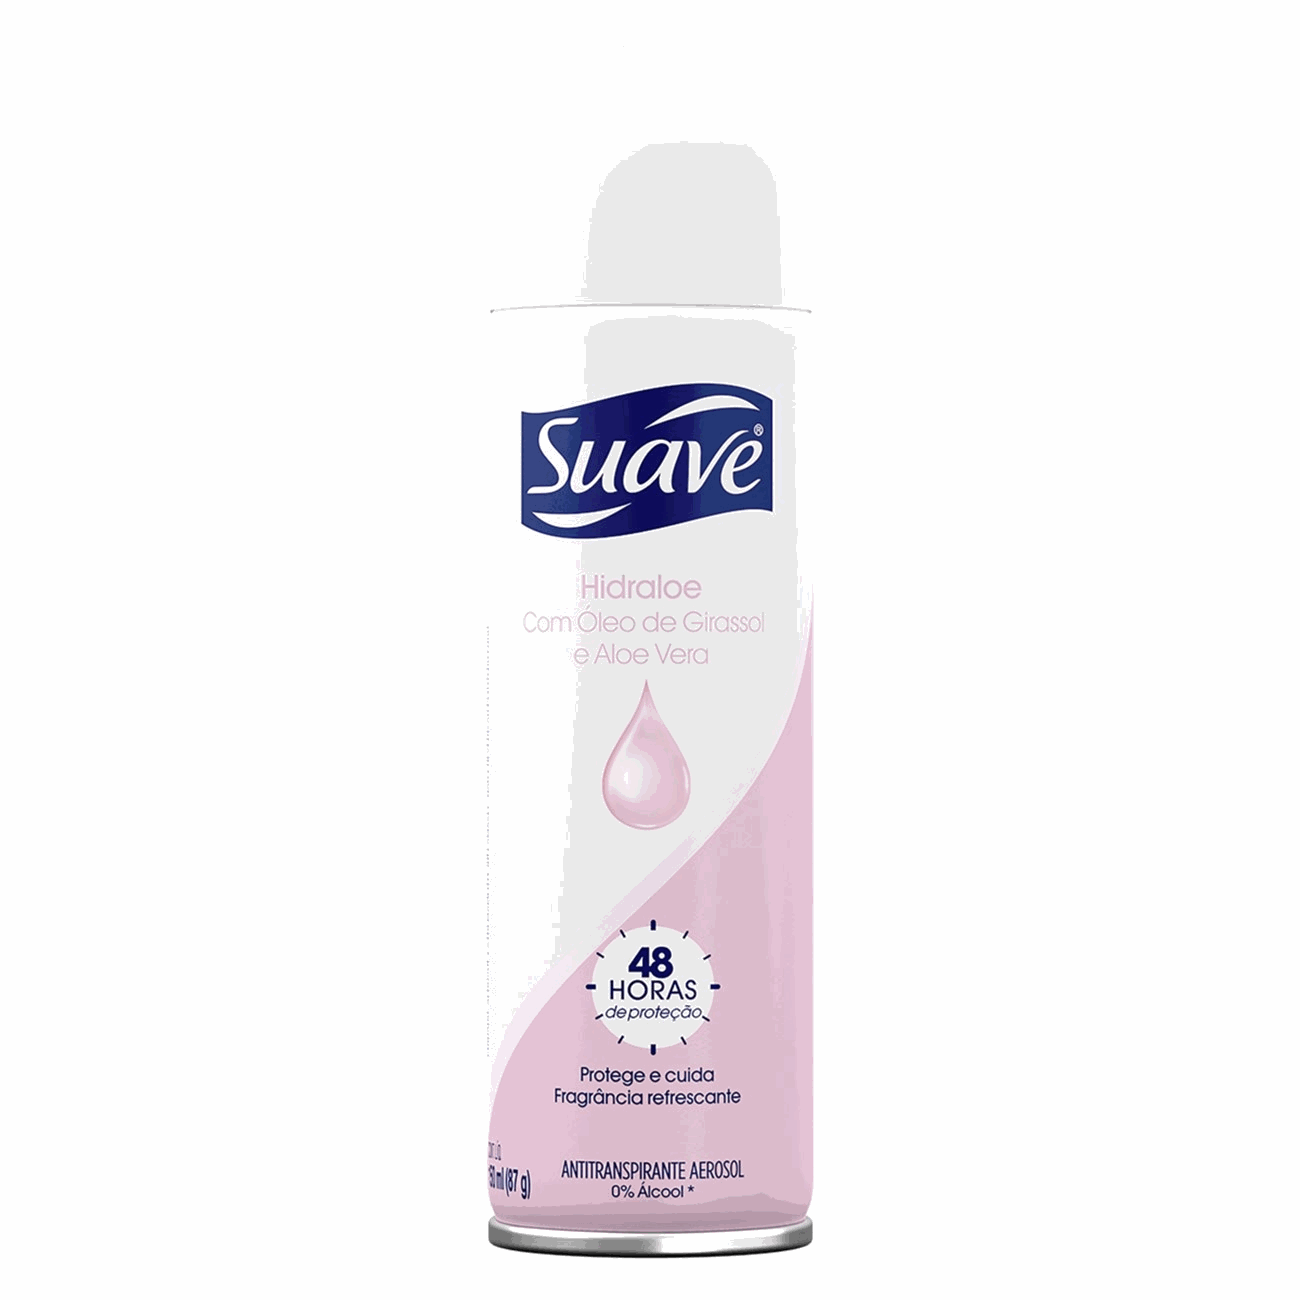 Suave®
Hidraloe
Com Óleo de Girassol
e Aloe Vera
48
HORAS
de proteção
Protege e cuida
Fragrância refrescante
(87 g)
ANTITRANSPIRANTE AEROSOL
0% Álcool *